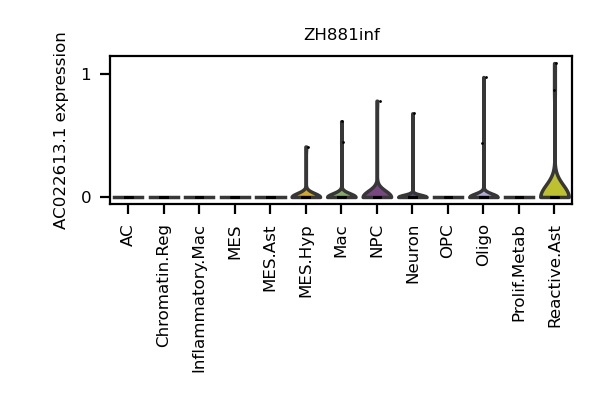 ZH881inf
AC022613.1 expression
1
0
AC
Chromatin.Reg
Inflammatory.Mac
MES
MES.Ast
MES.Hyp
Mac
NPC
Neuron
OPC
Oligo
Prolif.Metab
Reactive.Ast